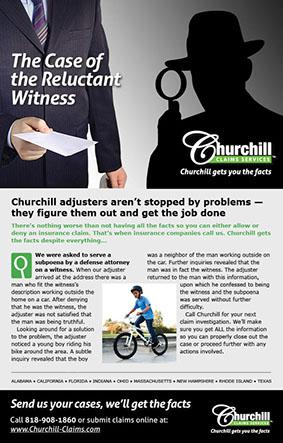 The Case of
the Reluctant
Witness
Churchill
CLAIMS SERVICES
Churchill gets you the facts
Churchill adjusters aren't stopped by problems —
they figure them out and get the job done
There's nothing worse than not having all the facts so you can either allow or
deny an insurance claim. That's when insurance companies call us. Churchill gets
the facts despite everything...
We were asked to serve a
subpoena by a defense attorney
on a witness. When our adjuster
arrived at the address there was a
man who fit the witness's
description working outside the
home on a car. After denying
that he was the witness, the
adjuster was not satisfied that
the man was being truthful.
Looking around for a solution
to the problem, the adjuster
noticed a young boy riding his
bike around the area. A subtle
inquiry revealed that the boy
was a neighbor of the man working outside on
the car. Further inquiries revealed that the
man was in fact the witness. The adjuster
returned to the man with this information,
upon which he confessed to being
the witness and the subpoena
was served without further
difficulty.
Call Churchill for your next
claim investigation. We'll make
sure you get ALL the information
so you can properly close out the
case or proceed further with any
actions involved.
ALABAMA • CALIFORNIA • FLORIDA • INDIANA • OHIO • MASSACHUSETTS • NEW HAMPSHIRE • RHODE ISLAND • TEXAS
Send us your cases, we'll get the facts
Call 818-908-1860 or submit claims online at:
www.Churchill-Claims.com
Churchill
CLAIMS SERVICES
Churchill gets you the facts